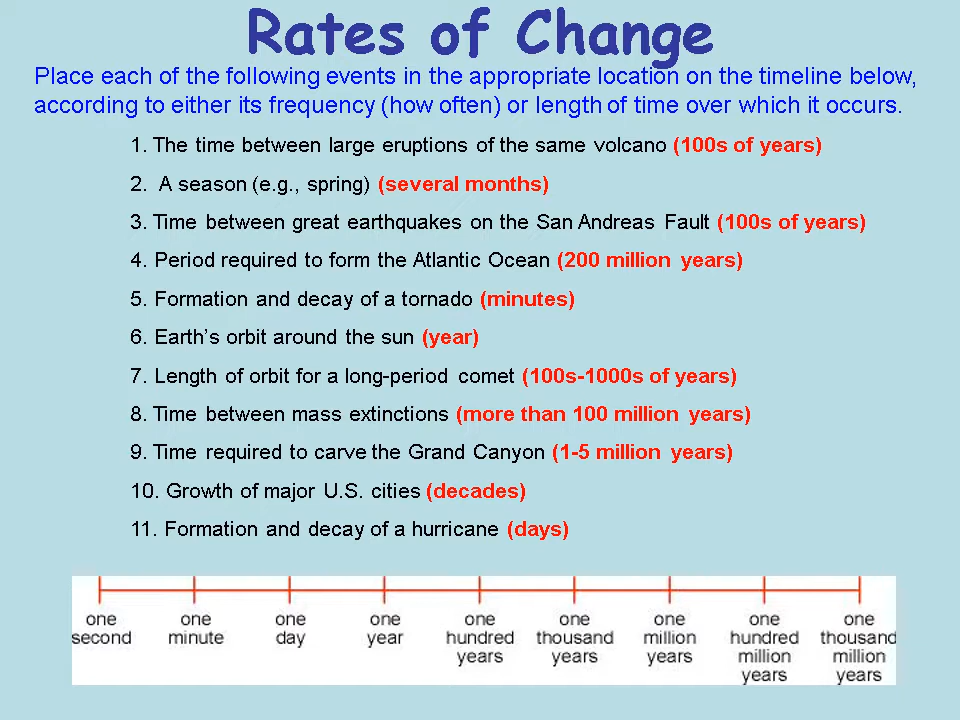 Rates of Change
Place each of the following events in the appropriate location on the timeline below,
according to either its frequency (how often) or length of time over which it occurs.
1. The time between large eruptions of the same volcano (100s of years)
2. A season (e.g., spring) (several months)
3. Time between great earthquakes on the San Andreas Fault (100s of years)
4. Period required to form the Atlantic Ocean (200 million years)
5. Formation and decay of a tornado (minutes)
6. Earth's orbit around the sun (year)
7. Length of orbit for a long-period comet (100s-1000s of years)
8. Time between mass extinctions (more than 100 million years)
9. Time required to carve the Grand Canyon (1-5 million years)
10. Growth of major U.S. cities (decades)
11. Formation and decay of a hurricane (days)
one second
one minute
one day
one year
one hundred years
one thousand years
one million years
one hundred million years
one thousand million years